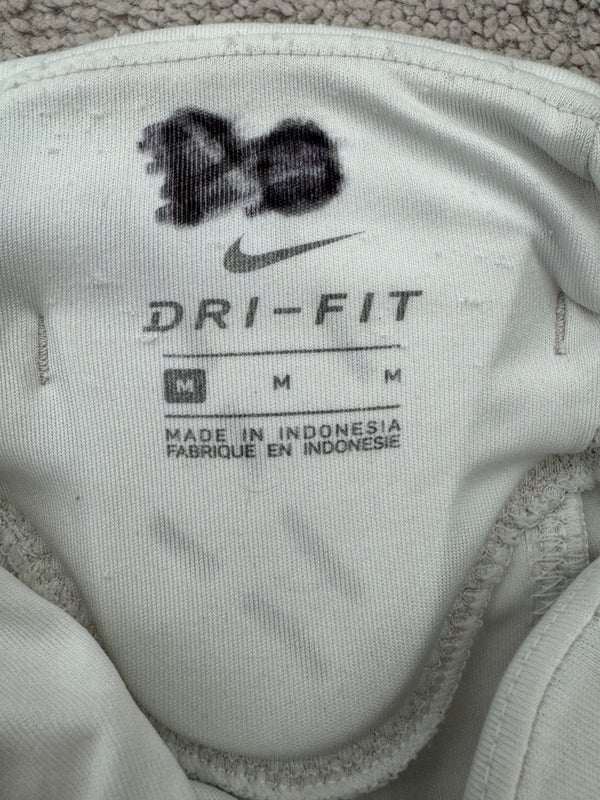 DRI-FIT
M M M
MADE IN INDONESIA
FABRIQUE EN INDONESIE